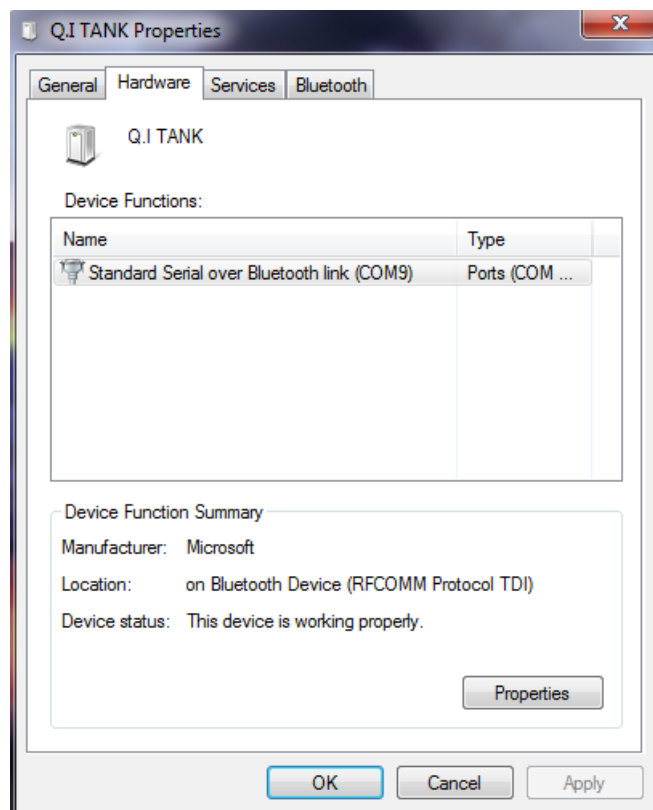 Q.I TANK Properties
General Hardware Services Bluetooth
Q.I TANK
Device Functions:
Name Type
Standard Serial over Bluetooth link (COM9) Ports (COM ...
Device Function Summary
Manufacturer: Microsoft
Location: on Bluetooth Device (RFCOMM Protocol TDI)
Device status: This device is working properly.
Properties
OK Cancel Apply